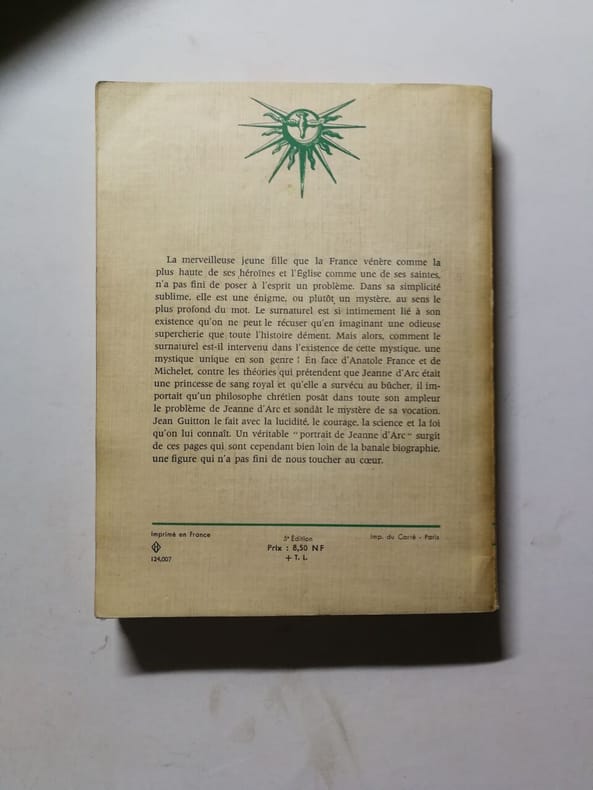 La merveilleuse jeune fille que la France vénère comme la
plus haute de ses héroïnes et l'Église comme une de ses saintes,
n'a pas fini de poser à l'esprit un problème. Dans sa simplicité
sublime, elle est une énigme, ou plutôt un mystère, au sens le
plus profond du mot. Le surnaturel est si intimement lié à son
existence qu'on ne peut le récuser qu'en imaginant une odieuse
supercherie que toute l'histoire dément. Mais alors, comment le
surnaturel est-il intervenu dans l'existence de cette mystique, une
mystique unique en son genre ? En face d'Anatole France et de
Michelet, contre les théories qui prétendent que Jeanne d'Arc était
une princesse de sang royal et qu'elle a survécu au bûcher, il im-
portait qu'un philosophe chrétien posât dans toute son ampleur
le problème de Jeanne d'Arc et sondât le mystère de sa vocation.
Jean Guitton le fait avec la lucidité, le courage, la science et la foi
qu'on lui connaît. Un véritable "portrait de Jeanne d'Arc" surgit
de ces pages qui sont cependant bien loin de la banale biographie,
une figure qui n'a pas fini de nous toucher au cœur.
Imprimé en France
5e Édition
Imp. du Carré - Paris
H
Prix : 8,50 NF
124,007
+ T. L.